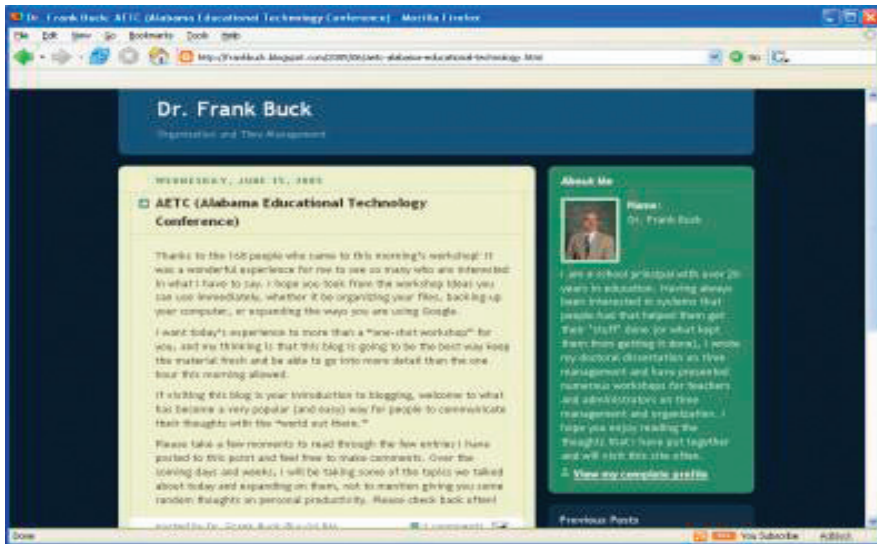 Dr. Frank Buck: AETC (Alabama Educational Technology Conference) - Mozilla Firefox
File Edit View Go Bookmarks Tools Help
Go
Dr. Frank Buck
Organization and Time Management
WEDNESDAY, JUNE 15, 2005
AETC (Alabama Educational Technology
Conference)
Thanks to the 168 people who came to this morning's workshop! It
was a wonderful experience for me to see so many who are interested
in what I have to say. I hope you took from the workshop ideas you
can use immediately, whether it be organizing your files, backing up
your computer, or expanding the ways you are using Google.
I want today's experience to more than a "one-shot workshop" for
you, and my thinking is that this blog is going to be the best way keep
the material fresh and be able to go into more detail than the one
hour this morning allowed.
If visiting this blog is your introduction to blogging, welcome to what
has become a very popular (and easy) way for people to communicate
their thoughts with the "world out there."
Please take a few moments to read through the few entries I have
posted to this point and feel free to make comments. Over the
coming days and weeks, I will be taking some of the topics we talked
about today and expanding on them, not to mention giving you some
random thoughts on personal productivity. Please check back often!
posted by Dr. Frank Buck
comments
About Me
Name:
Dr. Frank Buck
I am a school principal with over 20
years in education. Having always
been interested in systems that
people had that helped them get
their "stuff" done (or what kept
them from getting it done), I wrote
my doctoral dissertation on time
management and have presented
numerous workshops for teachers
and administrators on time
management and organization. I
hope you enjoy reading the
thoughts that I have put together
and will visit this site often.
View my complete profile
Previous Posts
Done
You Subscribe
Adblock